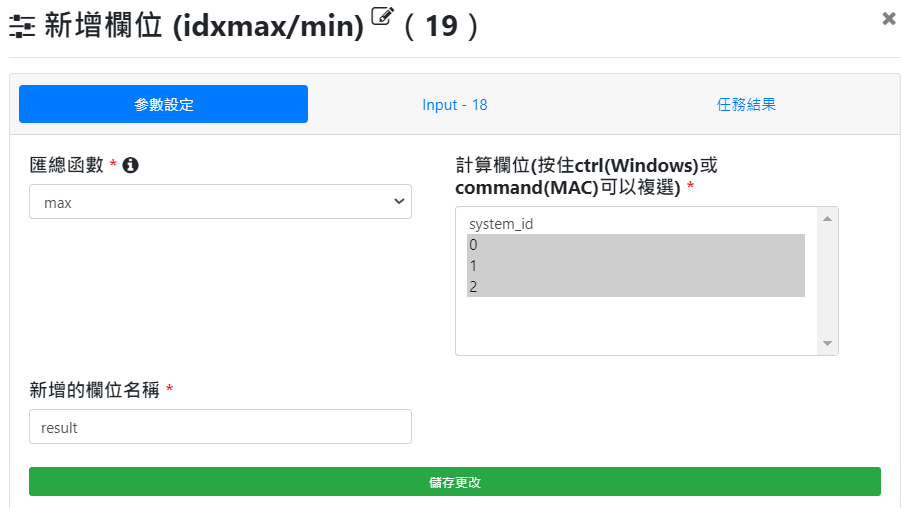 新增欄位 (idxmax/min) ( 19 )
參數設定
Input - 18
任務結果
匯總函數 *
max
計算欄位(按住ctrl(Windows)或
command(MAC)可以複選) *
system_id
0
1
2
新增的欄位名稱 *
result
儲存更改